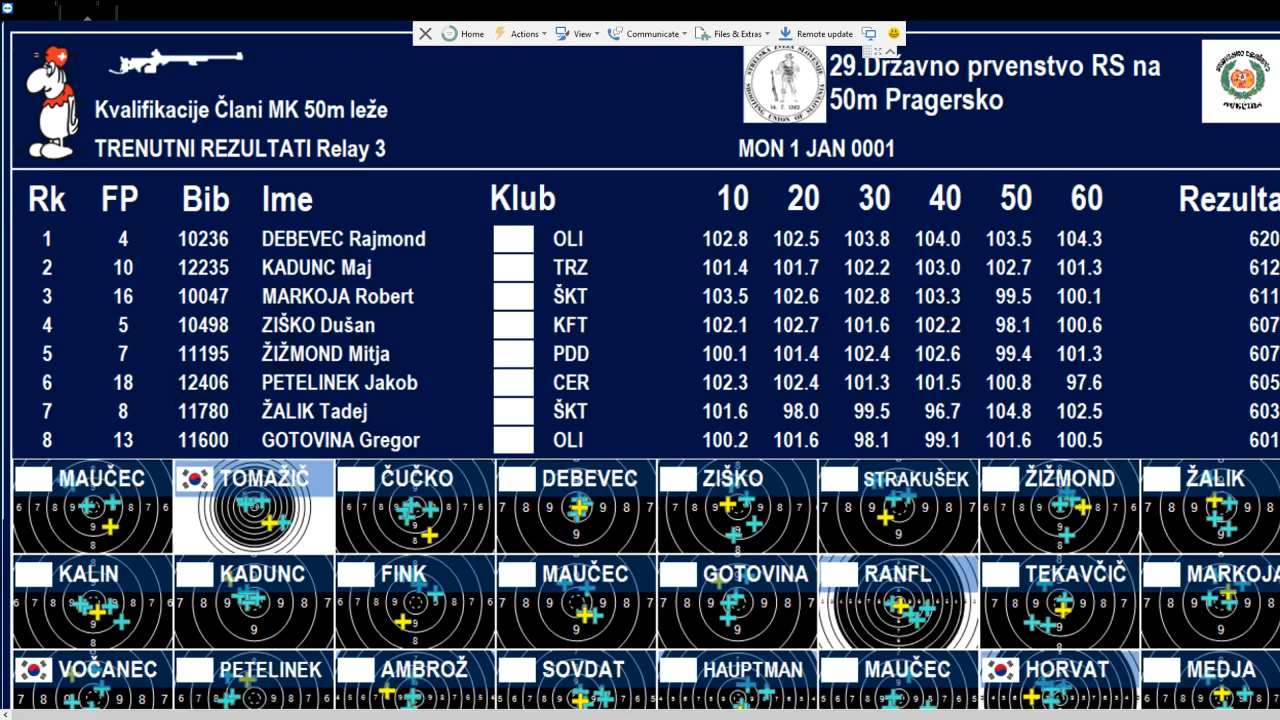 Home Actions View Communicate Files & Extras Remote update
29.Državno prvenstvo RS na
50m Pragersko
Kvalifikacije Člani MK 50m leže
TRENUTNI REZULTATI Relay 3
MON 1 JAN 0001
Rk FP Bib Ime Klub 10 20 30 40 50 60 Rezulta
1 4 10236 DEBEVEC Rajmond OLI 102.8 102.5 103.8 104.0 103.5 104.3 620
2 10 12235 KADUNC Maj TRZ 101.4 101.7 102.2 103.0 102.7 101.3 612
3 16 10047 MARKOJA Robert ŠKT 103.5 102.6 102.8 103.3 99.5 100.1 611
4 5 10498 ZIŠKO Dušan KFT 102.1 102.7 101.6 102.2 98.1 100.6 607
5 7 11195 ŽIŽMOND Mitja PDD 100.1 101.4 102.4 102.6 99.4 101.3 607
6 18 12406 PETELINEK Jakob CER 102.3 102.4 101.3 101.5 100.8 97.6 605
7 8 11780 ŽALIK Tadej ŠKT 101.6 98.0 99.5 96.7 104.8 102.5 603
8 13 11600 GOTOVINA Gregor OLI 100.2 101.6 98.1 99.1 101.6 100.5 601
MAUČEC TOMAŽIČ ČUČKO DEBEVEC ZIŠKO STRAKUŠEK ŽIŽMOND ŽALIK
KALIN KADUNC FINK MAUČEC GOTOVINA RANFL TEKAVČIČ MARKOJA
VOČANEC PETELINEK AMBROŽ SOVDAT HAUPTMAN MAUČEC HORVAT MEDJA